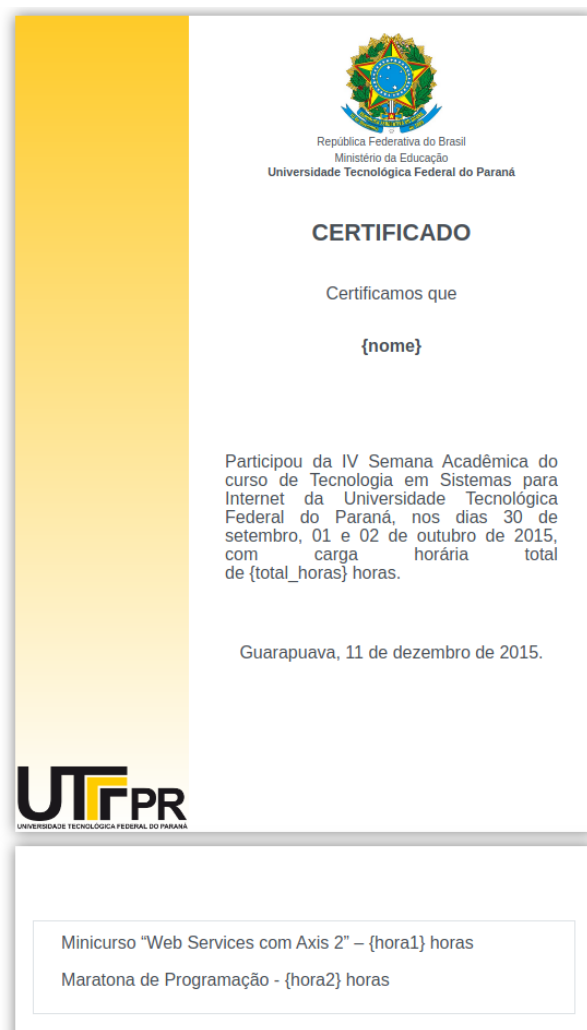 República Federativa do Brasil
Ministério da Educação
Universidade Tecnológica Federal do Paraná
CERTIFICADO
Certificamos que
{nome}
Participou da IV Semana Acadêmica do
curso de Tecnologia em Sistemas para
Internet da Universidade Tecnológica
Federal do Paraná, nos dias 30 de
setembro, 01 e 02 de outubro de 2015,
com carga horária total
de {total_horas} horas.
Guarapuava, 11 de dezembro de 2015.
UTFPR
UNIVERSIDADE TECNOLÓGICA FEDERAL DO PARANÁ
Minicurso “Web Services com Axis 2” – {hora1} horas
Maratona de Programação - {hora2} horas